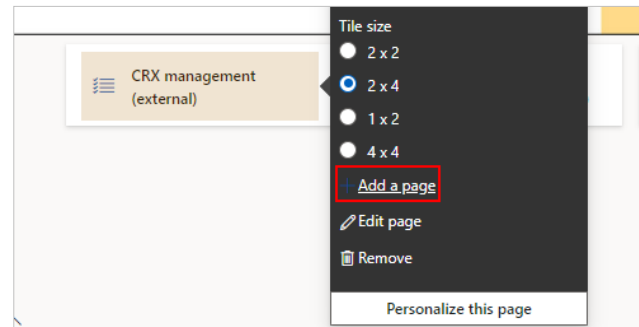 Tile size
2 x 2
CRX management
(external)
2 x 4
1 x 2
4 x 4
+ Add a page
Edit page
Remove
Personalize this page